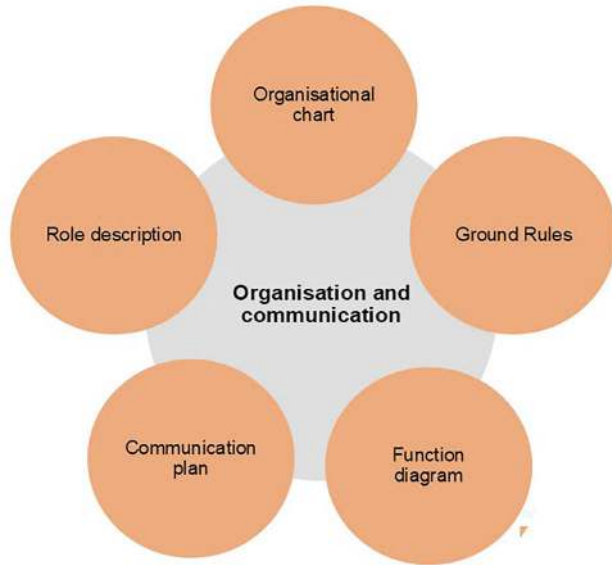 Organisational
chart
Role description
Ground Rules
Organisation and
communication
Communication
plan
Function
diagram